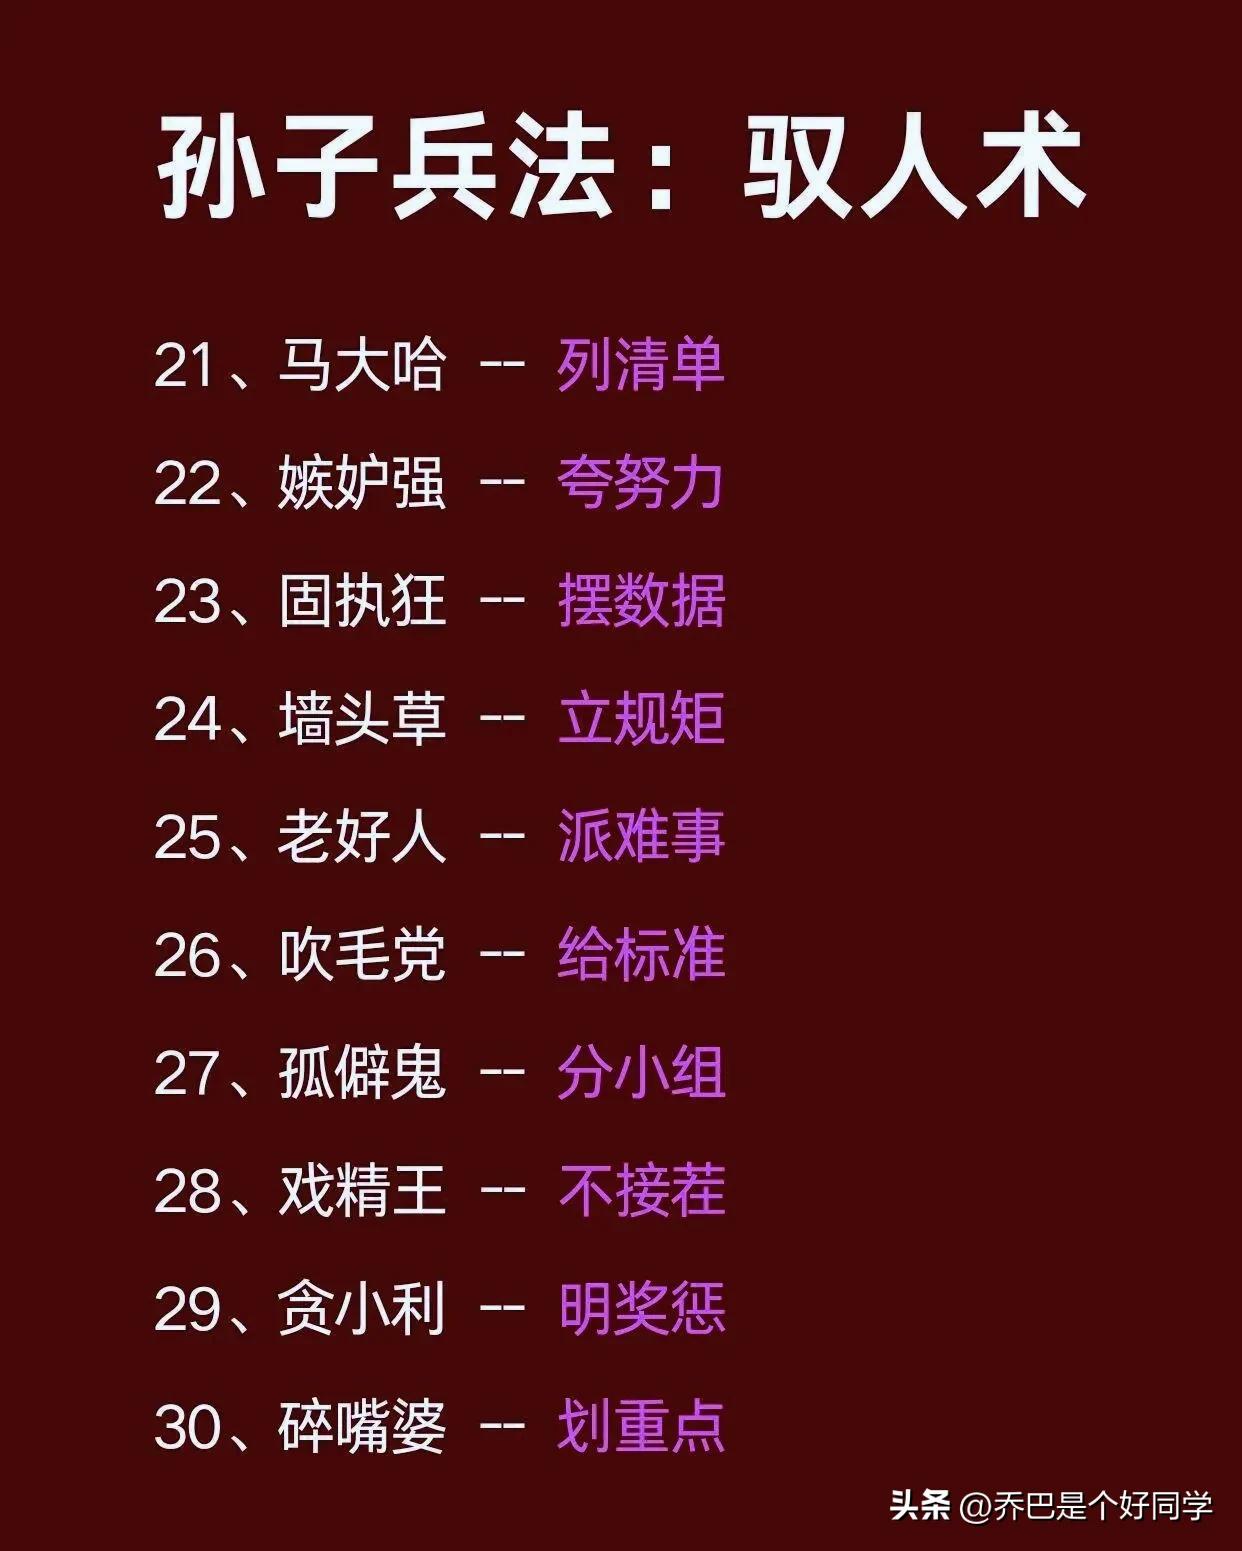 孙子兵法：驭人术
21、马大哈 -- 列清单
22、嫉妒强 -- 夸努力
23、固执狂 -- 摆数据
24、墙头草 -- 立规矩
25、老好人 -- 派难事
26、吹毛党 -- 给标准
27、孤僻鬼 -- 分小组
28、戏精王 -- 不接茬
29、贪小利 -- 明奖惩
30、碎嘴婆 -- 划重点
头条 @乔巴是个好同学